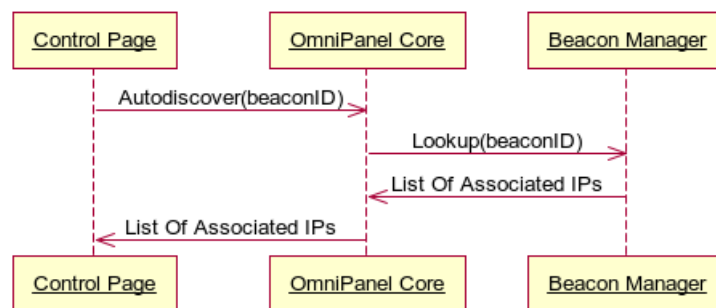 Control Page
OmniPanel Core
Beacon Manager
Autodiscover(beaconID)
Lookup(beaconID)
List Of Associated IPs
List Of Associated IPs
Control Page
OmniPanel Core
Beacon Manager